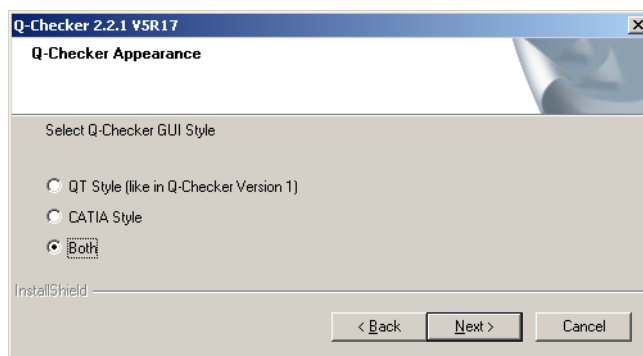 Q-Checker 2.2.1 V5R17
Q-Checker Appearance
Select Q-Checker GUI Style
QT Style (like in Q-Checker Version 1)
CATIA Style
Both
InstallShield
< Back
Next >
Cancel